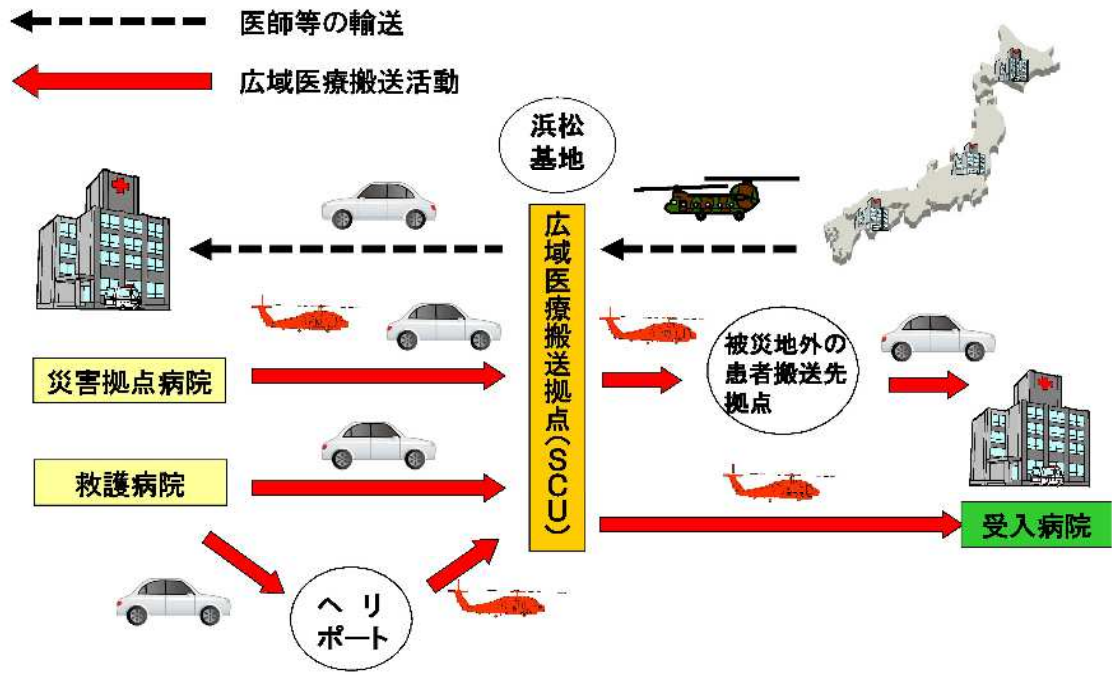 医師等の輸送
広域医療搬送活動
浜松
基地
広域医療搬送拠点(SCU)
災害拠点病院
被災地外の
患者搬送先
拠点
救護病院
受入病院
ヘリ
ポート